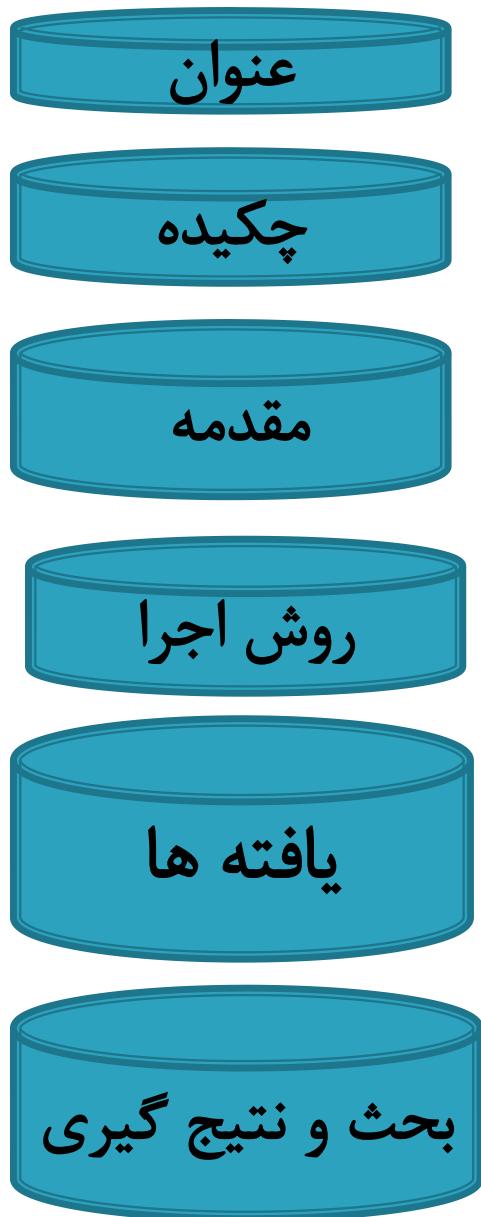 عنوان
چکیده
مقدمه
روش اجرا
یافته ها
بحث و نتیج گیری